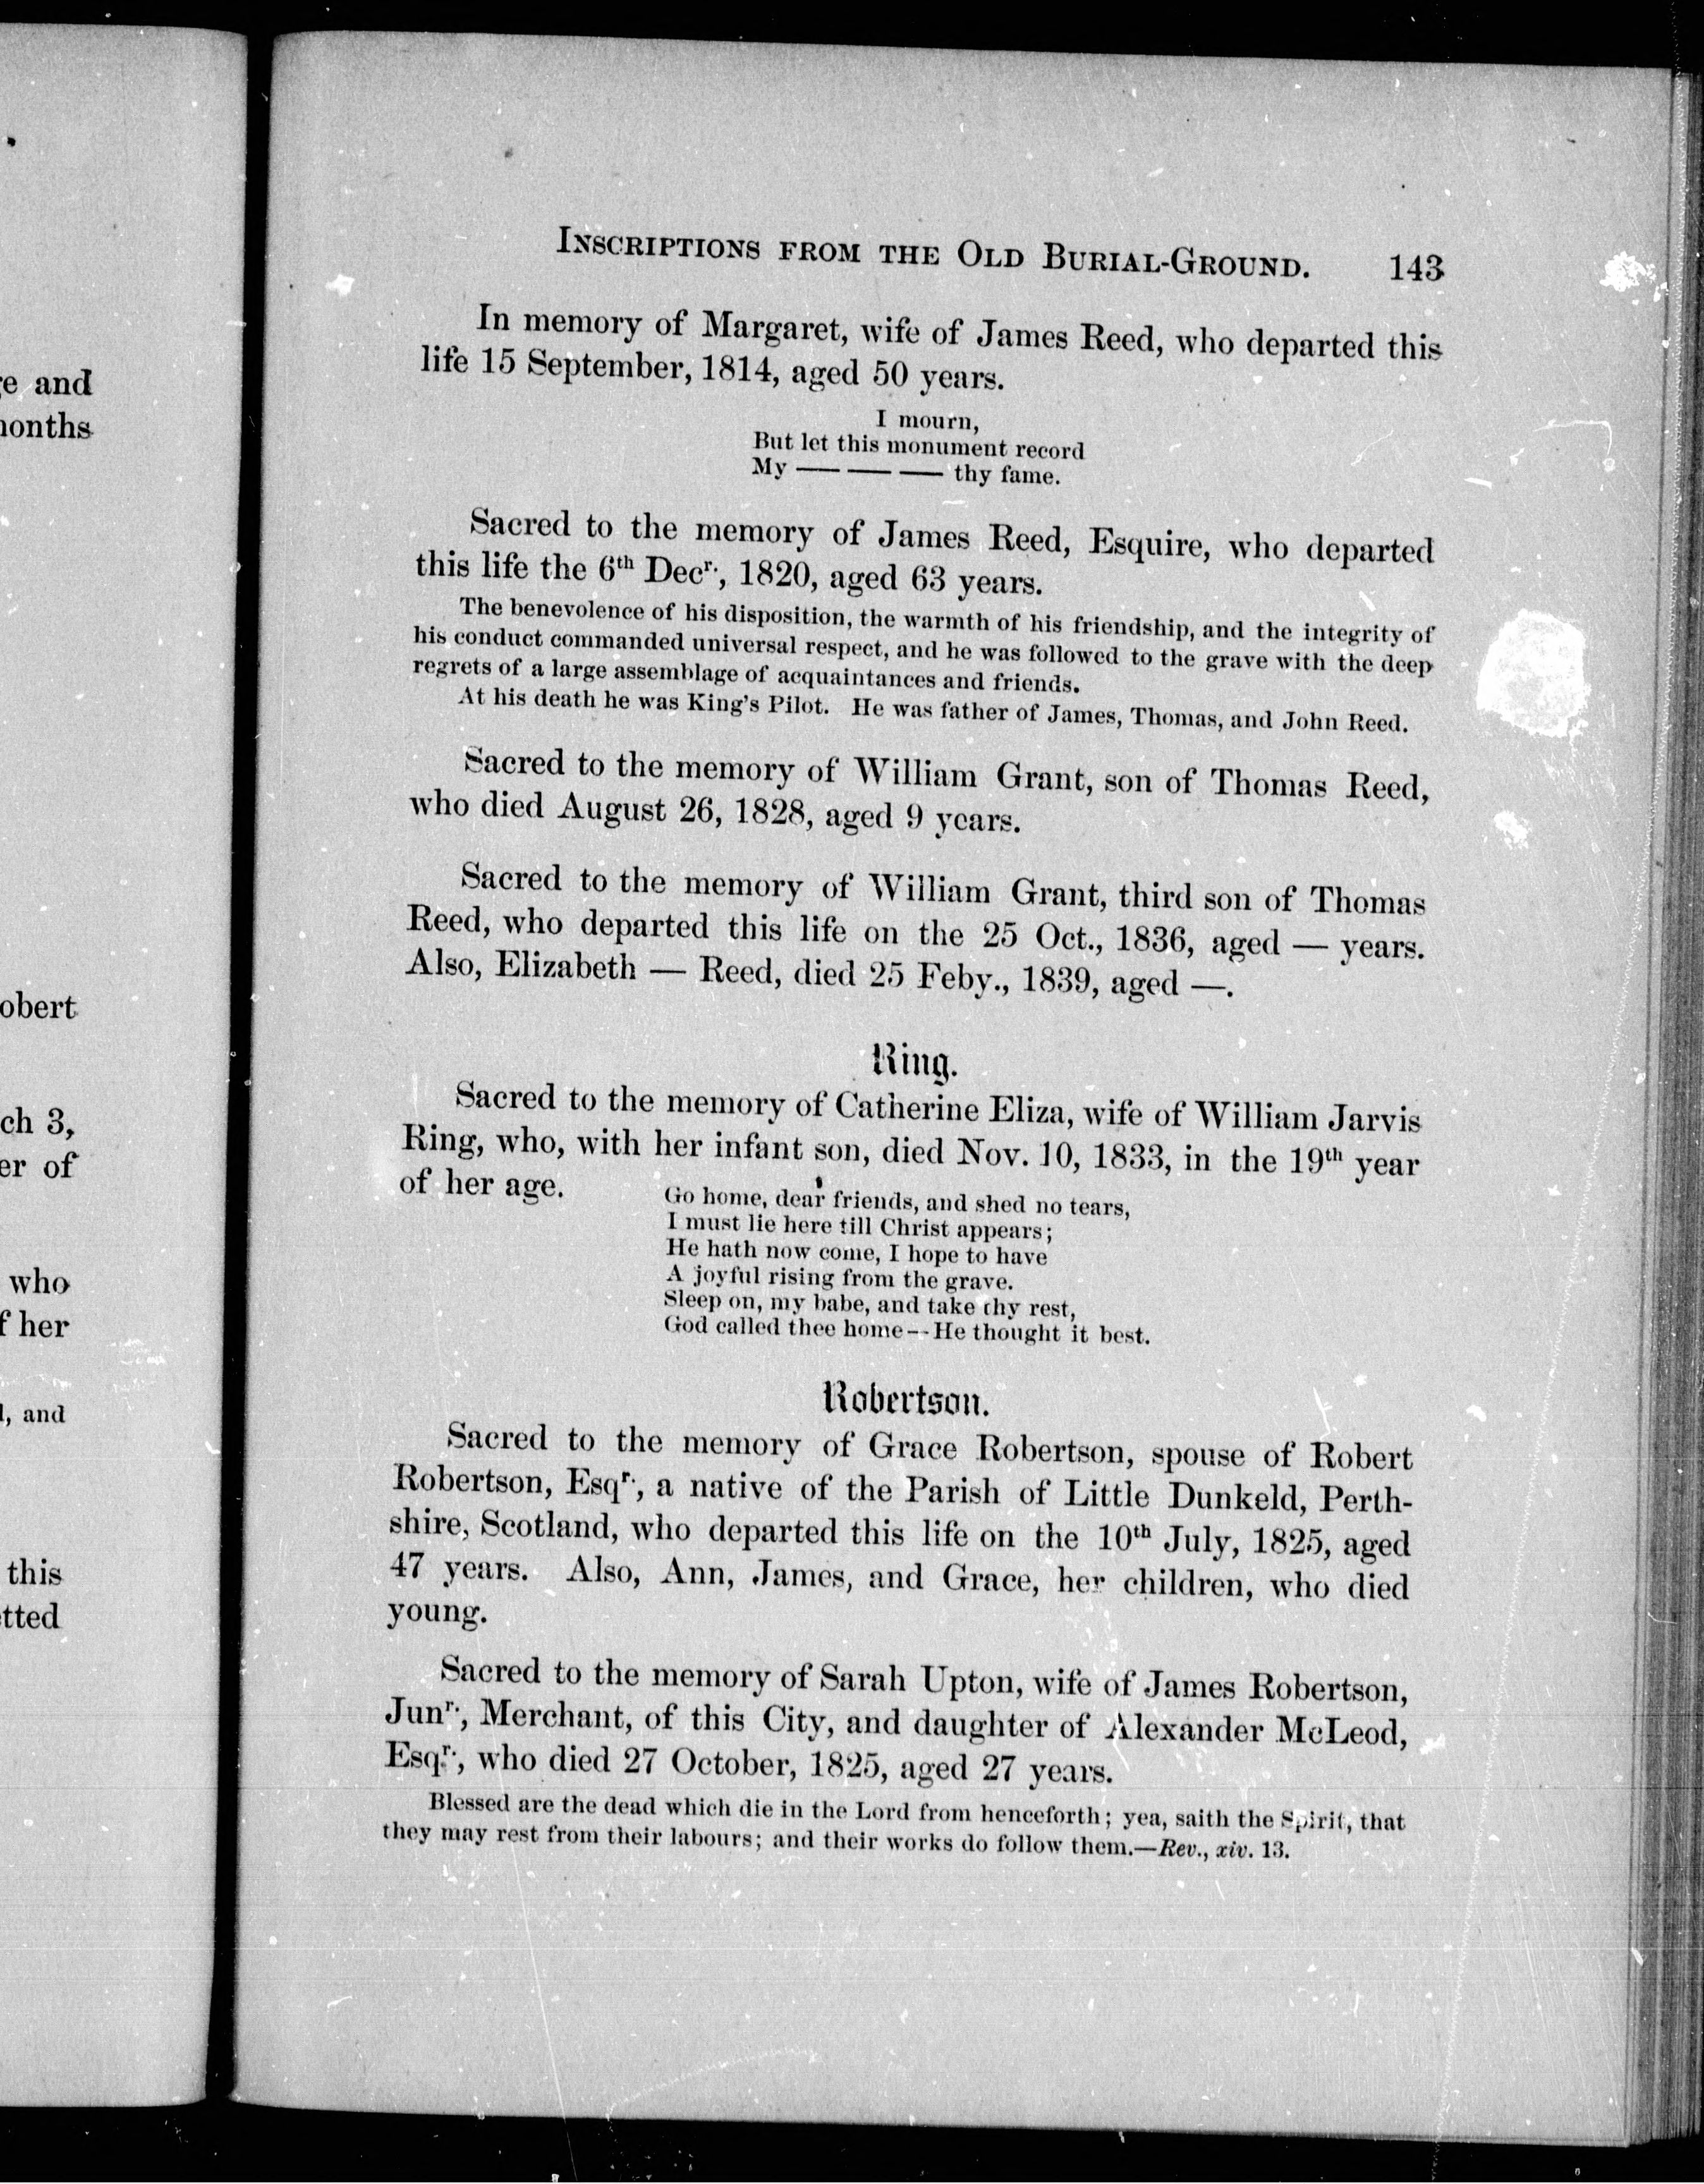 e and
onths
obert
ch 3,
er of
who
f her
, and
this
tted
INSCRIPTIONS FROM THE OLD BURIAL-GROUND. 143
In memory of Margaret, wife of James Reed, who departed this
life 15 September, 1814, aged 50 years.
I mourn,
But let this monument record
My — — — thy fame.
Sacred to the memory of James Reed, Esquire, who departed
this life the 6th Decr., 1820, aged 63 years.
The benevolence of his disposition, the warmth of his friendship, and the integrity of
his conduct commanded universal respect, and he was followed to the grave with the deep
regrets of a large assemblage of acquaintances and friends.
At his death he was King's Pilot. He was father of James, Thomas, and John Reed.
Sacred to the memory of William Grant, son of Thomas Reed,
who died August 26, 1828, aged 9 years.
Sacred to the memory of William Grant, third son of Thomas
Reed, who departed this life on the 25 Oct., 1836, aged — years.
Also, Elizabeth — Reed, died 25 Feby., 1839, aged —.
Ring.
Sacred to the memory of Catherine Eliza, wife of William Jarvis
Ring, who, with her infant son, died Nov. 10, 1833, in the 19th year
of her age.
Go home, dear friends, and shed no tears,
I must lie here till Christ appears;
He hath now come, I hope to have
A joyful rising from the grave.
Sleep on, my babe, and take thy rest,
God called thee home—He thought it best.
Robertson.
Sacred to the memory of Grace Robertson, spouse of Robert
Robertson, Esqr., a native of the Parish of Little Dunkeld, Perth-
shire, Scotland, who departed this life on the 10th July, 1825, aged
47 years. Also, Ann, James, and Grace, her children, who died
young.
Sacred to the memory of Sarah Upton, wife of James Robertson,
Junr., Merchant, of this City, and daughter of Alexander McLeod,
Esqr., who died 27 October, 1825, aged 27 years.
Blessed are the dead which die in the Lord from henceforth; yea, saith the Spirit, that
they may rest from their labours; and their works do follow them.—Rev., xiv. 13.